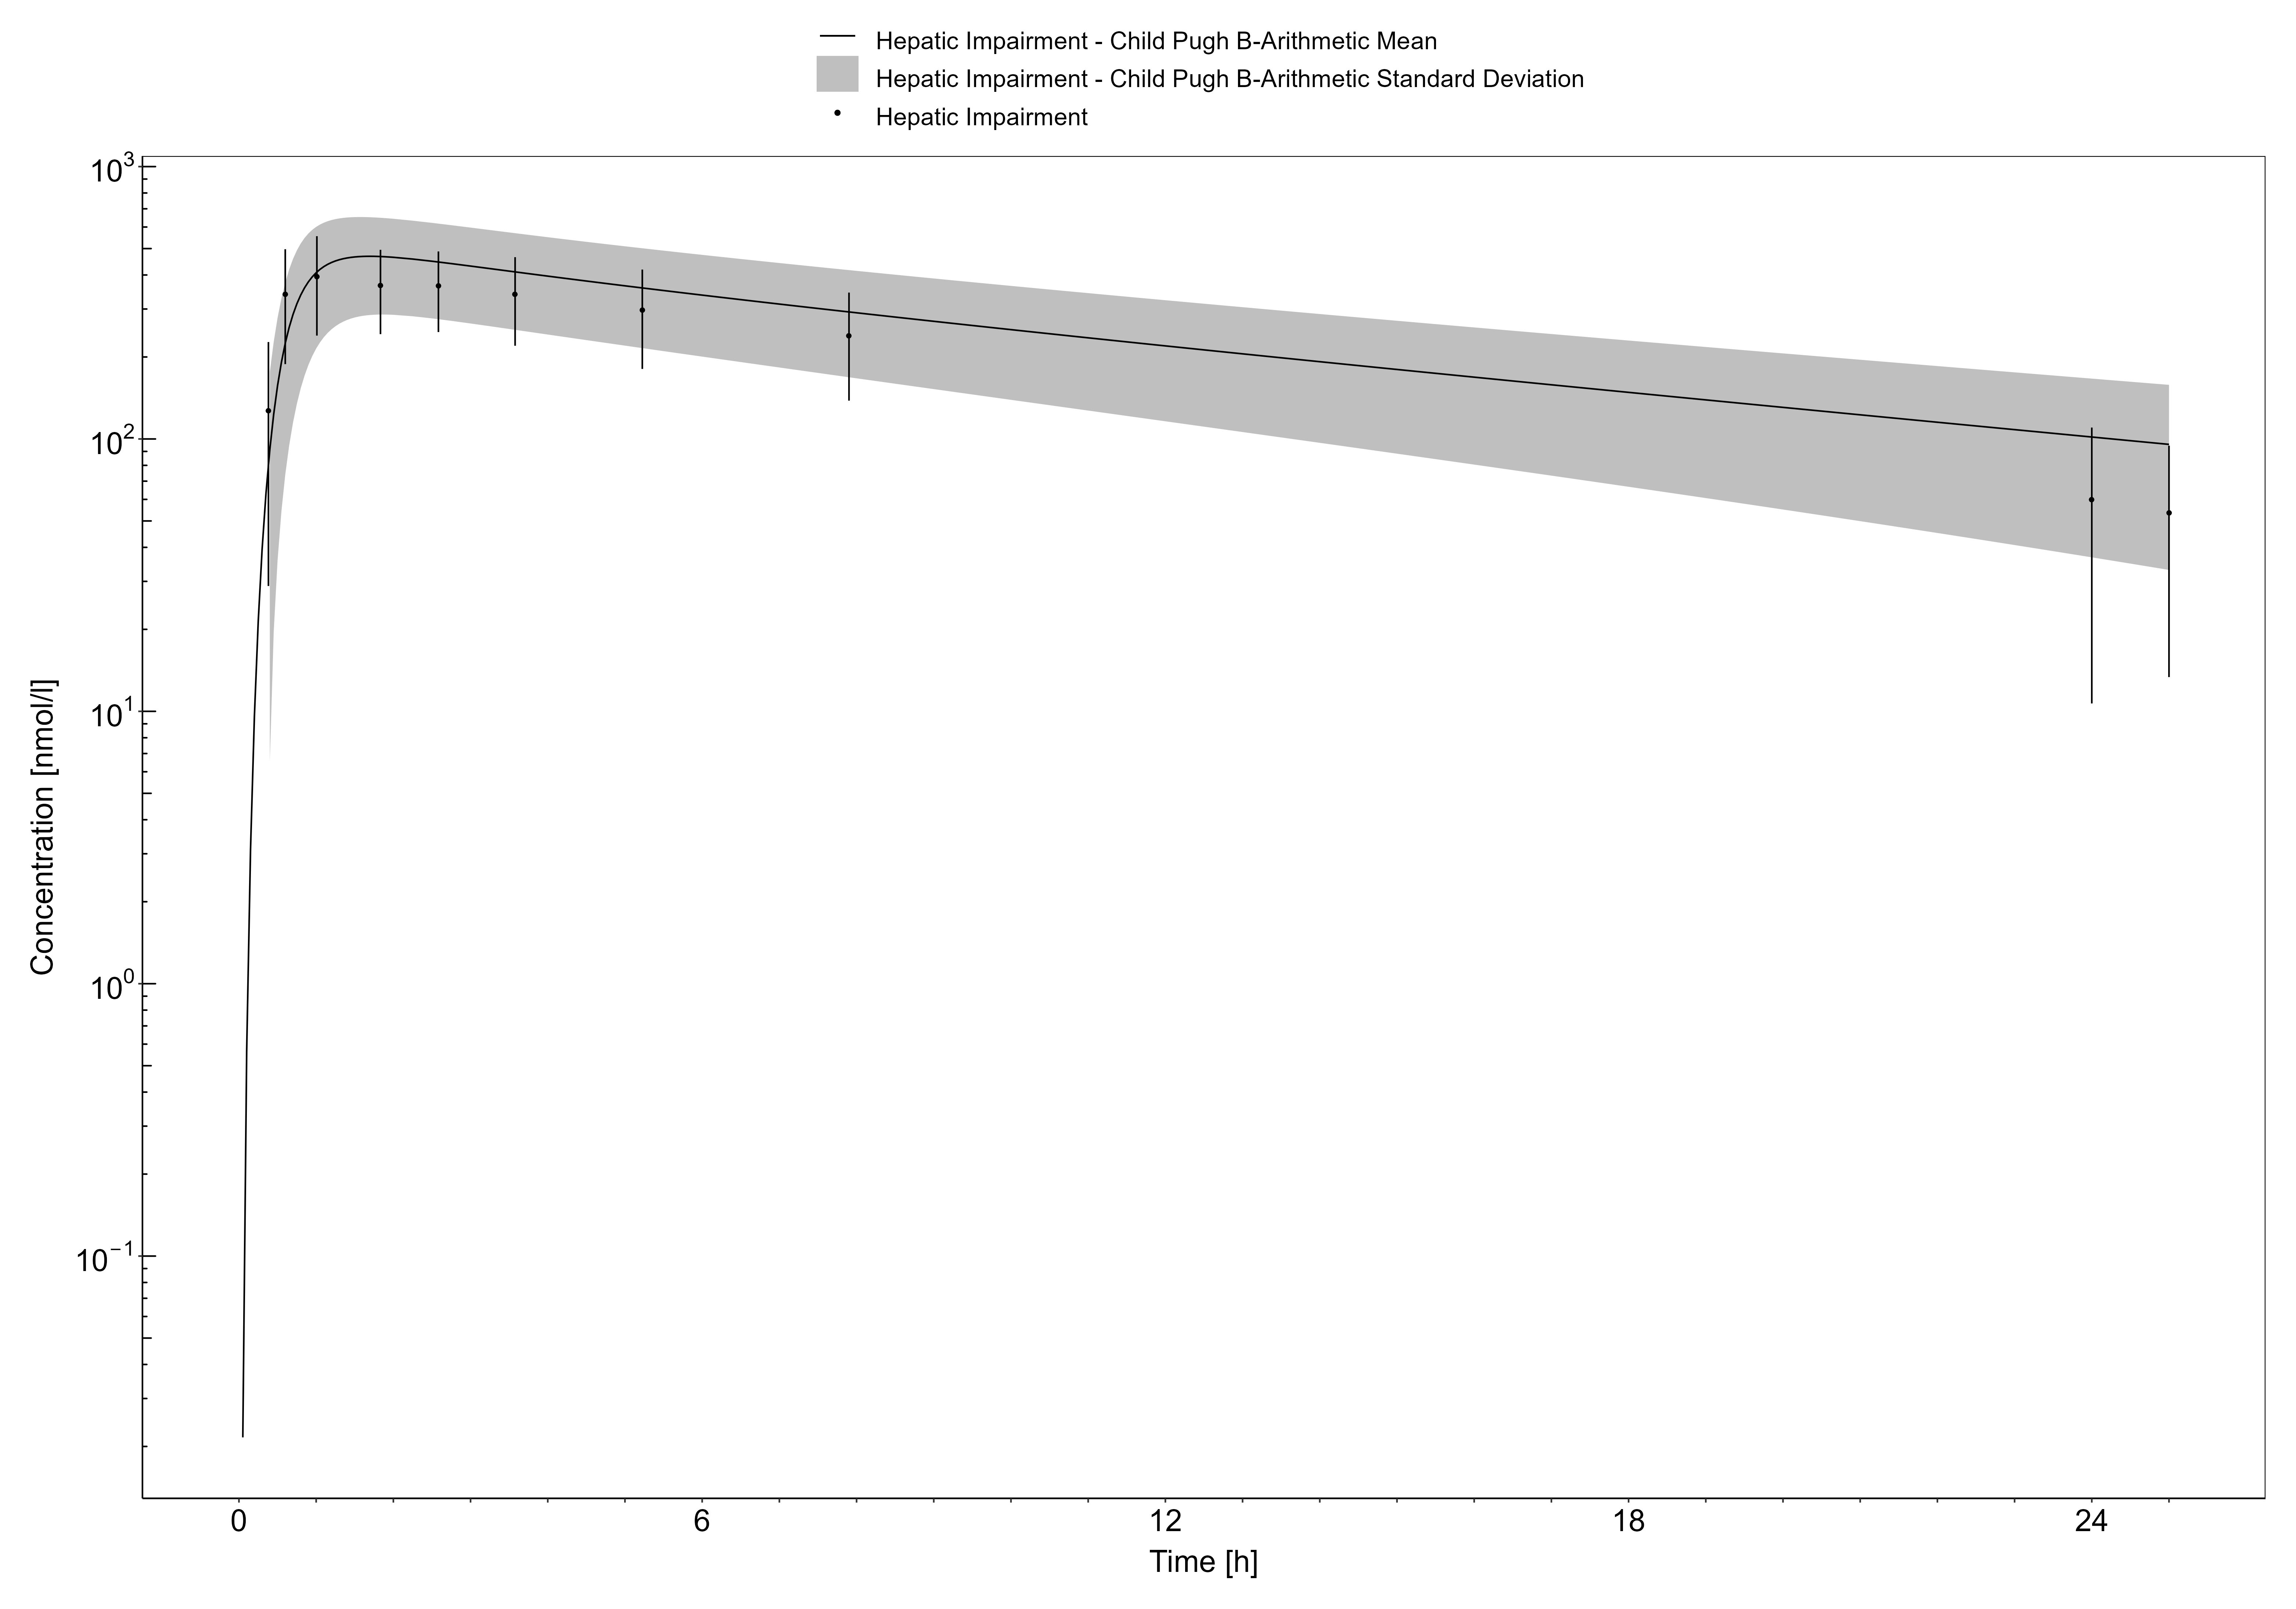 Hepatic Impairment - Child Pugh B-Arithmetic Mean
Hepatic Impairment - Child Pugh B-Arithmetic Standard Deviation
Hepatic Impairment
10³
10²
10¹
10⁰
10⁻¹
Concentration [nmol/l]
0 6 12 18 24
Time [h]